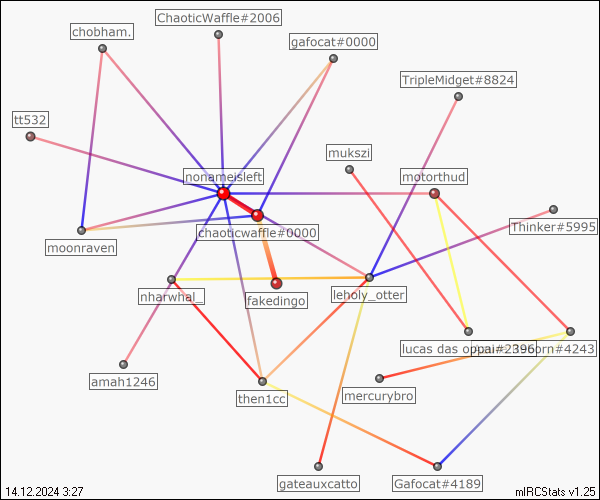 ChaoticWaffle#2006
chobham.
gafocat#0000
TripleMidget#8824
tt532
mukszi
nonameisleft
motorthud
Thinker#5995
chaoticwaffle#0000
moonraven
nharwhal_
fakedingo
leholy_otter
lucas das oppai#2396
#4243
amah1246
then1cc
mercurybro
gateauxcatto
Gafocat#4189
14.12.2024 3:27
mIRCStats v1.25